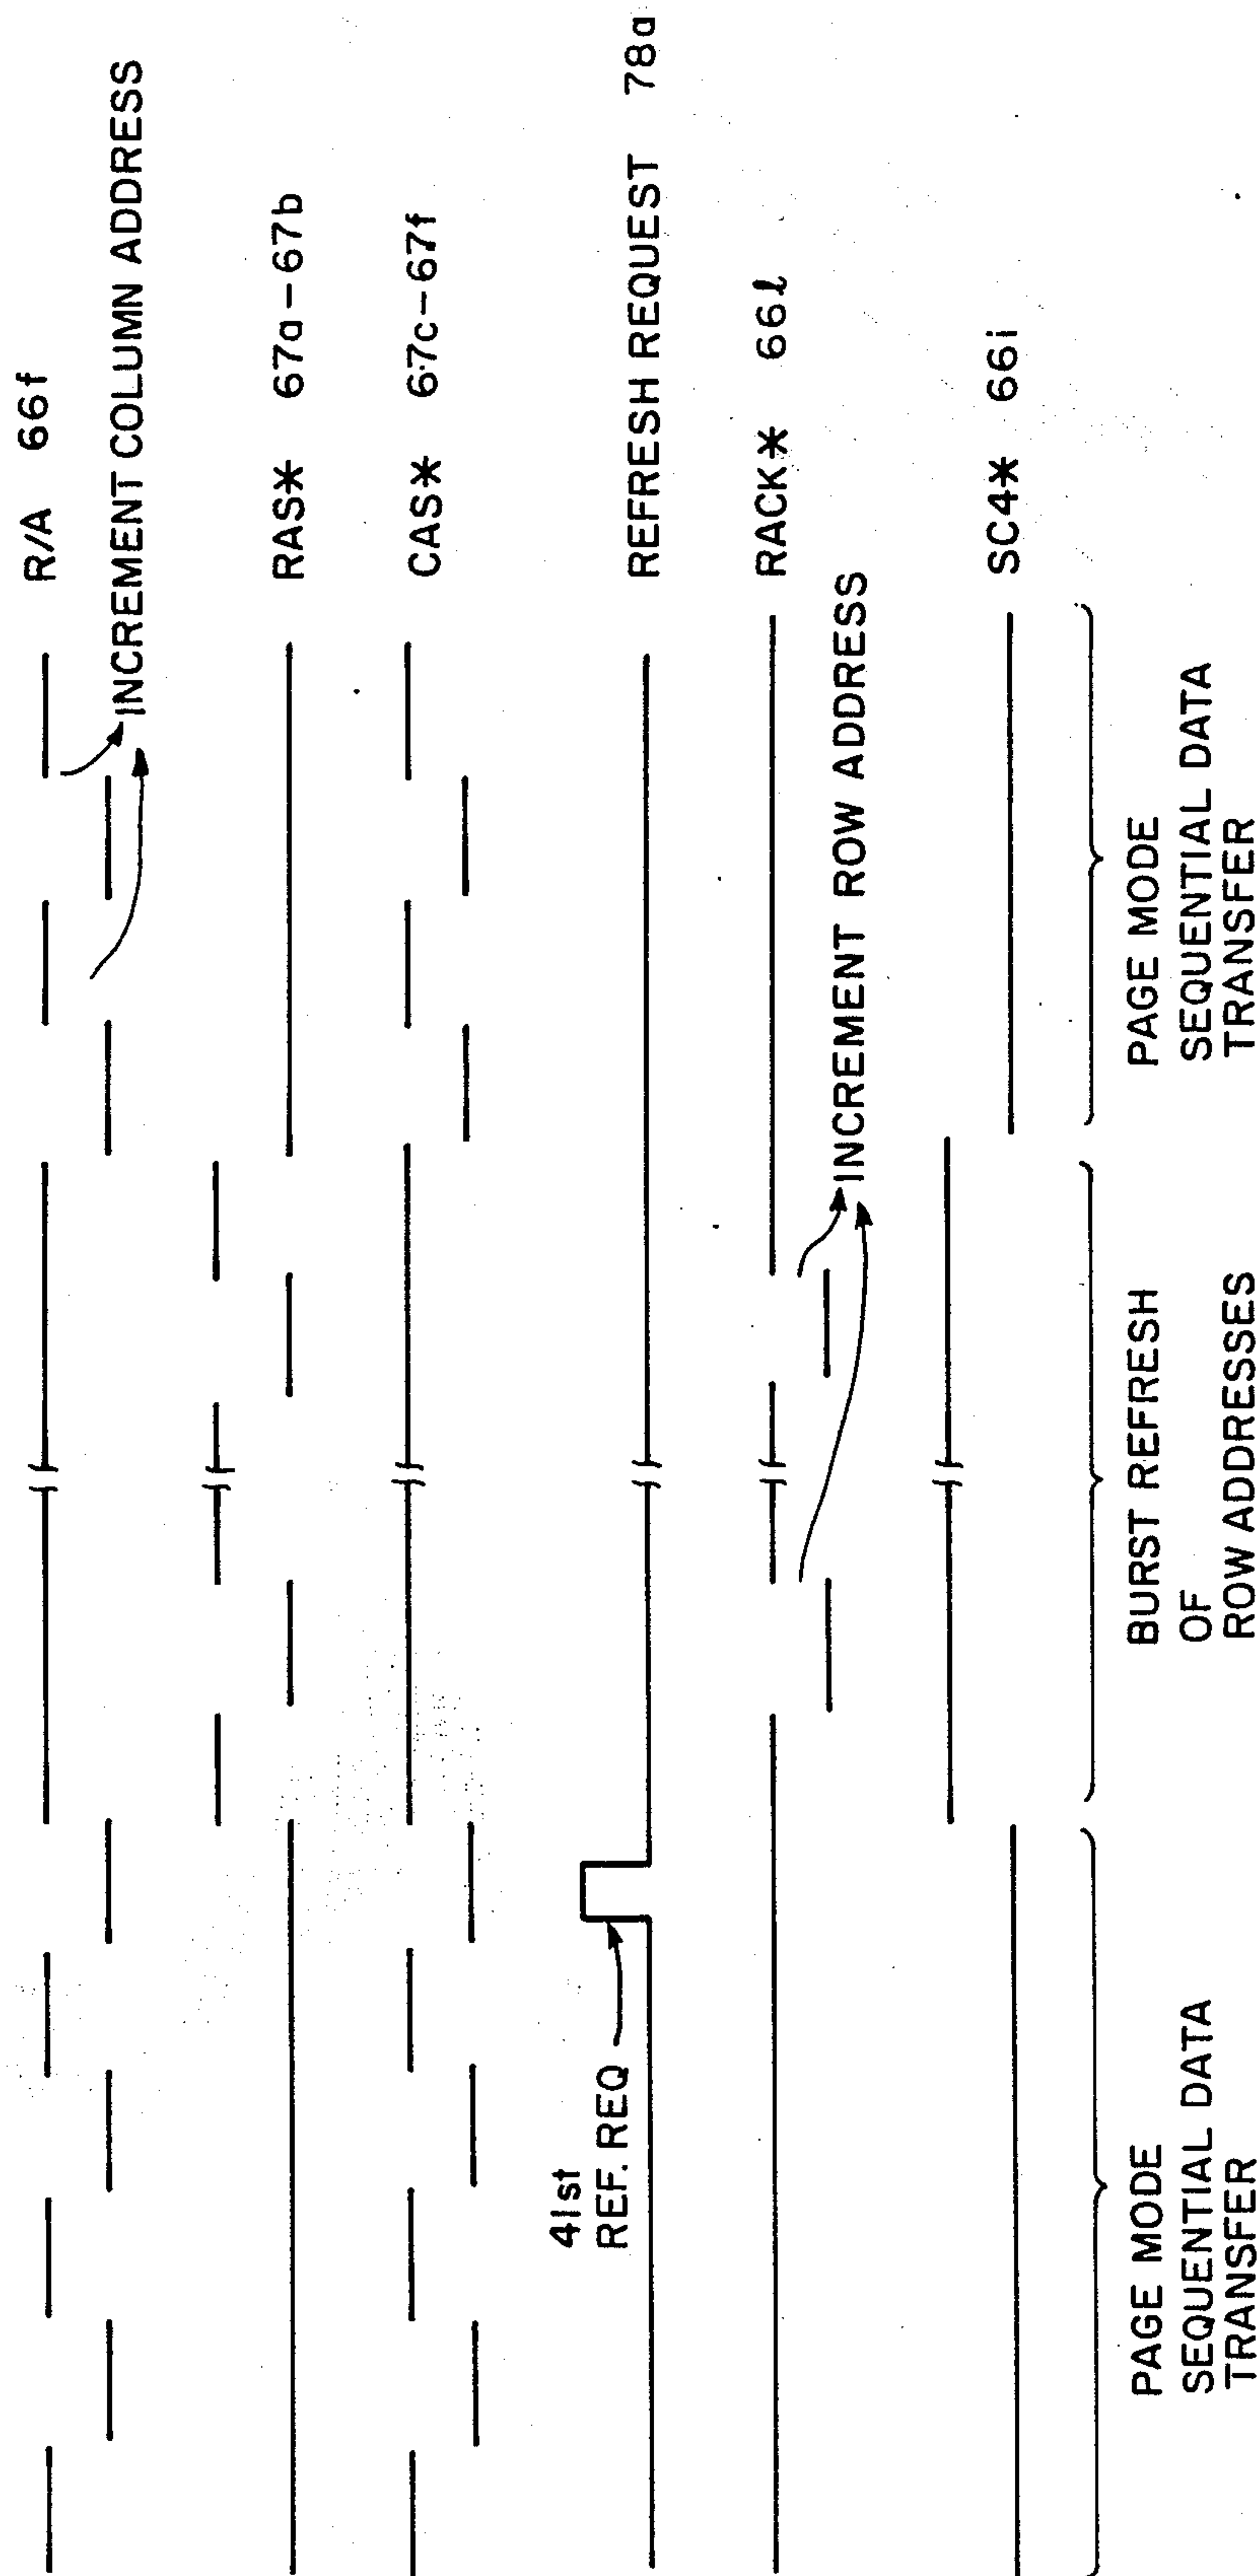 R/A 66f
INCREMENT COLUMN ADDRESS
RAS* 67a-67b
CAS* 67c-67f
41st
REF. REQ
REFRESH REQUEST 78a
RACK* 66l
INCREMENT ROW ADDRESS
SC4* 66i
PAGE MODE
SEQUENTIAL DATA
TRANSFER
BURST REFRESH
OF
ROW ADDRESSES
PAGE MODE
SEQUENTIAL DATA
TRANSFER